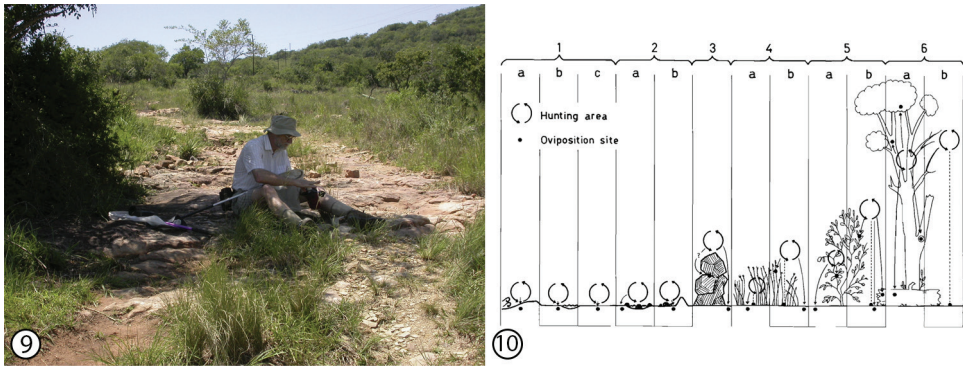 9
10
1 2 3 4 5 6
a b c a b a b a b a b
Hunting area
Oviposition site
?